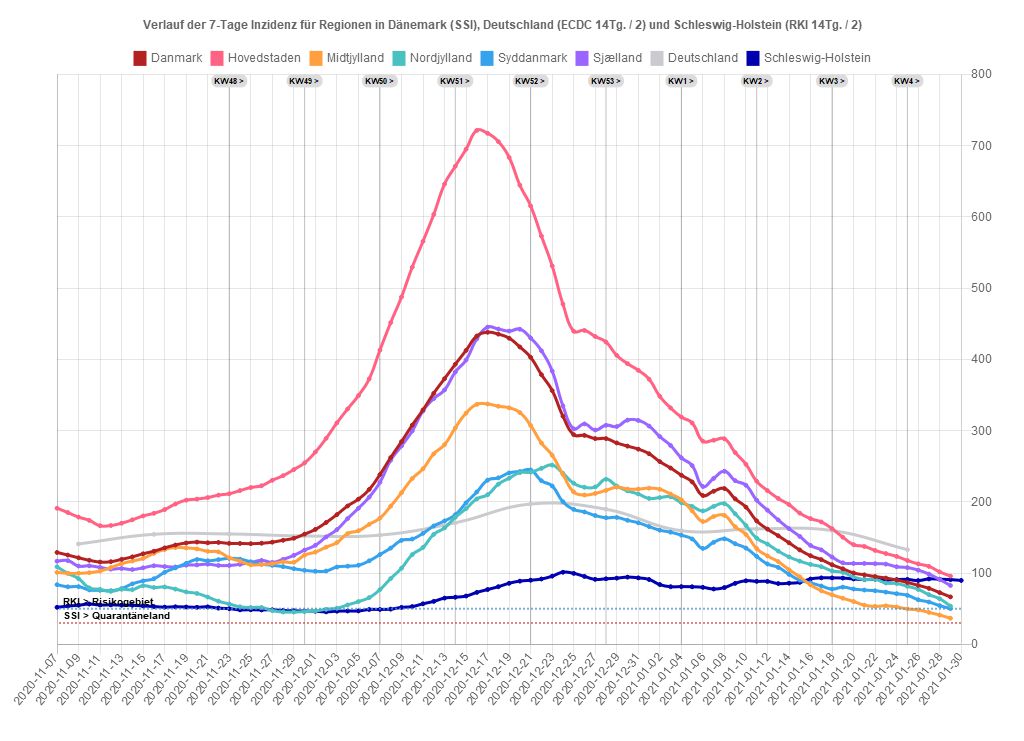 Verlauf der 7-Tage Inzidenz für Regionen in Dänemark (SSI), Deutschland (ECDC 14Tg. / 2) und Schleswig-Holstein (RKI 14Tg. / 2)
Danmark Hovedstaden Midtjylland Nordjylland Syddanmark Sjælland Deutschland Schleswig-Holstein
KW48 > KW49 > KW50 > KW51 > KW52 > KW53 > KW1 > KW2 > KW3 > KW4 >
800
700
600
500
400
300
200
100
0
RKI > Risikogebiet
SSI > Quarantäneland
2020-11-07 2020-11-09 2020-11-11 2020-11-13 2020-11-15 2020-11-17 2020-11-19 2020-11-21 2020-11-23 2020-11-25 2020-11-27 2020-11-29 2020-12-01 2020-12-03 2020-12-05 2020-12-07 2020-12-09 2020-12-11 2020-12-13 2020-12-15 2020-12-17 2020-12-19 2020-12-21 2020-12-23 2020-12-25 2020-12-27 2020-12-29 2020-12-31 2021-01-02 2021-01-04 2021-01-06 2021-01-08 2021-01-10 2021-01-12 2021-01-14 2021-01-16 2021-01-18 2021-01-20 2021-01-22 2021-01-24 2021-01-26 2021-01-28 2021-01-30